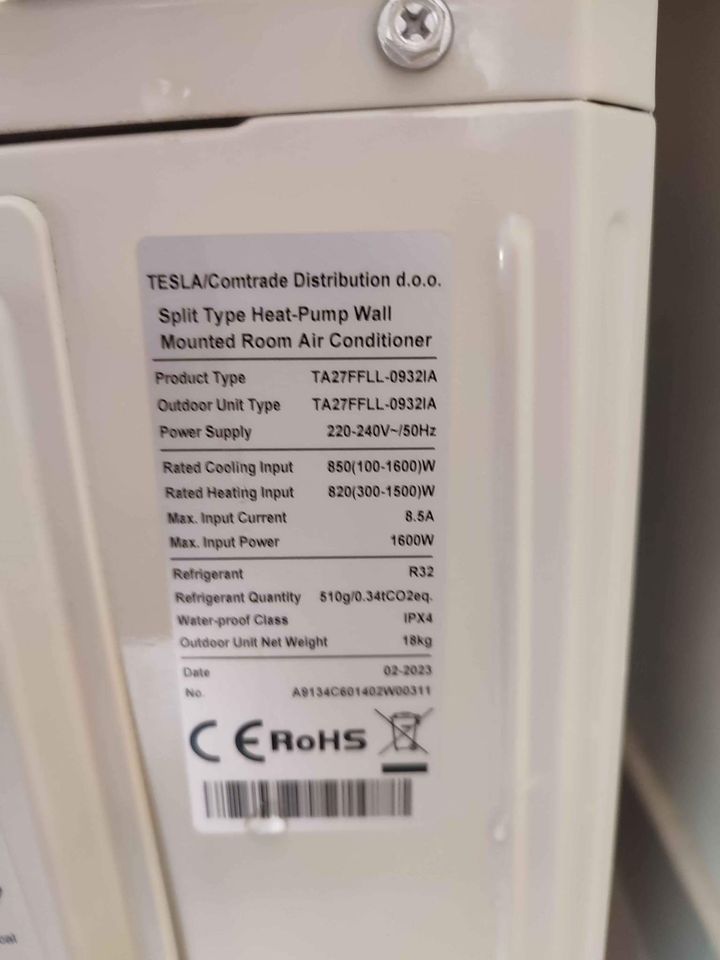 TESLA/Comtrade Distribution d.o.o.
Split Type Heat-Pump Wall
Mounted Room Air Conditioner
Product Type TA27FFLL-0932IA
Outdoor Unit Type TA27FFLL-0932IA
Power Supply 220-240V~/50Hz
Rated Cooling Input 850(100-1600)W
Rated Heating Input 820(300-1500)W
Max. Input Current 8.5A
Max. Input Power 1600W
Refrigerant R32
Refrigerant Quantity 510g/0.34tCO2eq.
Water-proof Class IPX4
Outdoor Unit Net Weight 18kg
Date 02-2023
No. A9134C601402W00311
CE RoHS